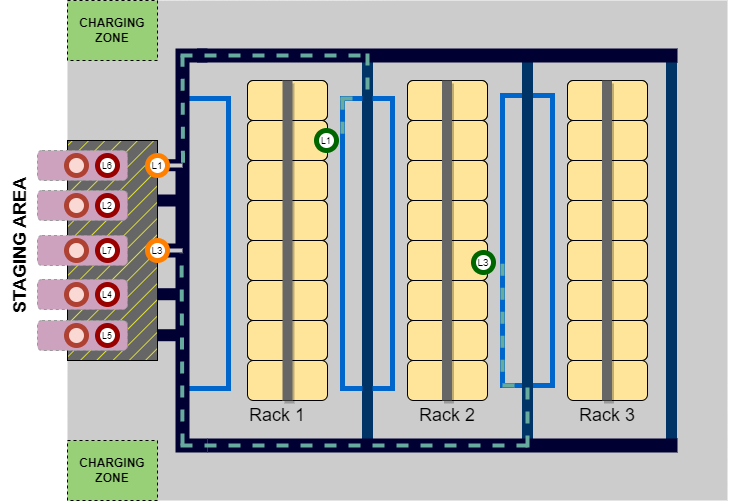 CHARGING
ZONE
STAGING AREA
L6
L1
L2
L7
L3
L4
L5
L1
L3
Rack 1
Rack 2
Rack 3
CHARGING
ZONE